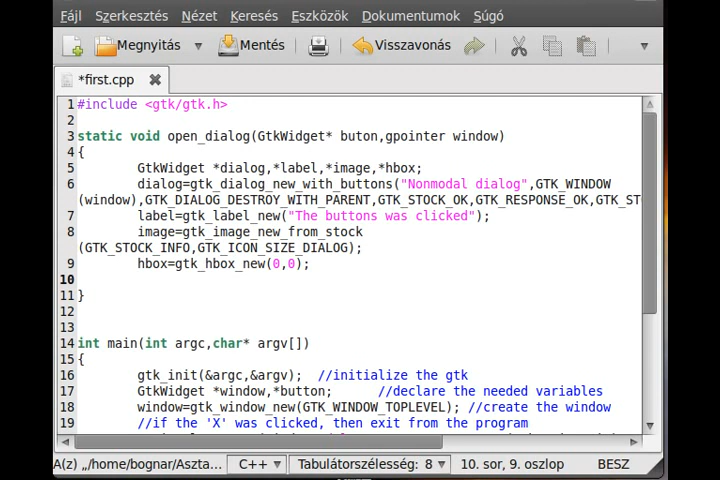 Fájl Szerkesztés Nézet Keresés Eszközök Dokumentumok Súgó
Megnyitás Mentés Visszavonás
*first.cpp
1 #include <gtk/gtk.h>
2
3 static void open_dialog(GtkWidget* buton,gpointer window)
4 {
5 GtkWidget *dialog,*label,*image,*hbox;
6 dialog=gtk_dialog_new_with_buttons("Nonmodal dialog",GTK_WINDOW
(window),GTK_DIALOG_DESTROY_WITH_PARENT,GTK_STOCK_OK,GTK_RESPONSE_OK,GTK_ST
7 label=gtk_label_new("The buttons was clicked");
8 image=gtk_image_new_from_stock
(GTK_STOCK_INFO,GTK_ICON_SIZE_DIALOG);
9 hbox=gtk_hbox_new(0,0);
10
11 }
12
13
14 int main(int argc,char* argv[])
15 {
16 gtk_init(&argc,&argv); //initialize the gtk
17 GtkWidget *window,*button; //declare the needed variables
18 window=gtk_window_new(GTK_WINDOW_TOPLEVEL); //create the window
19 //if the 'X' was clicked, then exit from the program
A(z) „/home/bognar/Aszta... C++ Tabulátorszélesség: 8 10. sor, 9. oszlop BESZ